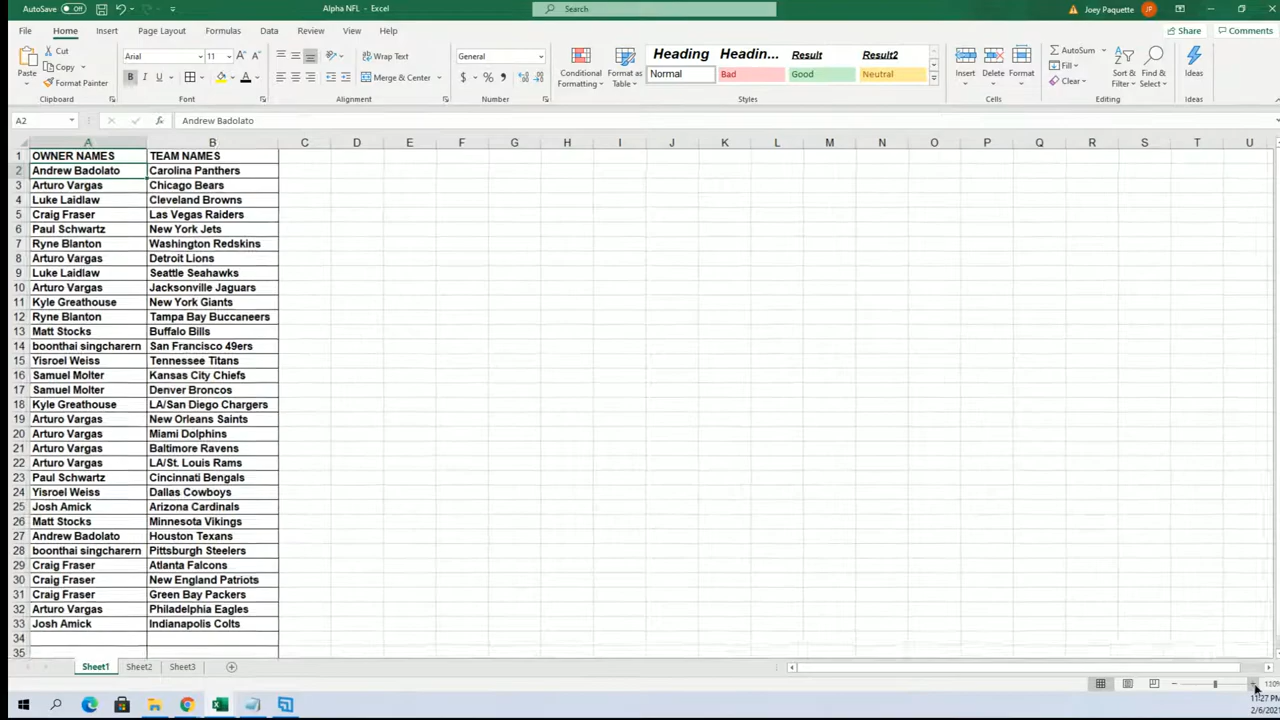 AutoSave Off Alpha NFL - Excel Search Joey Paquette JP
File Home Insert Page Layout Formulas Data Review View Help Share Comments
Paste Cut Copy Format Painter Clipboard
Arial 11 B I U A Font
Wrap Text Merge & Center Alignment
General $ % Number
Conditional Formatting Format as Table
Heading Headin... Result Result2
Normal Bad Good Neutral
Styles
Insert Delete Format Cells
AutoSum Fill Clear Sort & Filter Find & Select Editing
Ideas Ideas
A2 fx Andrew Badolato
A B C D E F G H I J K L M N O P Q R S T U
1 OWNER NAMES TEAM NAMES
2 Andrew Badolato Carolina Panthers
3 Arturo Vargas Chicago Bears
4 Luke Laidlaw Cleveland Browns
5 Craig Fraser Las Vegas Raiders
6 Paul Schwartz New York Jets
7 Ryne Blanton Washington Redskins
8 Arturo Vargas Detroit Lions
9 Luke Laidlaw Seattle Seahawks
10 Arturo Vargas Jacksonville Jaguars
11 Kyle Greathouse New York Giants
12 Ryne Blanton Tampa Bay Buccaneers
13 Matt Stocks Buffalo Bills
14 boonthai singcharern San Francisco 49ers
15 Yisroel Weiss Tennessee Titans
16 Samuel Molter Kansas City Chiefs
17 Samuel Molter Denver Broncos
18 Kyle Greathouse LA/San Diego Chargers
19 Arturo Vargas New Orleans Saints
20 Arturo Vargas Miami Dolphins
21 Arturo Vargas Baltimore Ravens
22 Arturo Vargas LA/St. Louis Rams
23 Paul Schwartz Cincinnati Bengals
24 Yisroel Weiss Dallas Cowboys
25 Josh Amick Arizona Cardinals
26 Matt Stocks Minnesota Vikings
27 Andrew Badolato Houston Texans
28 boonthai singcharern Pittsburgh Steelers
29 Craig Fraser Atlanta Falcons
30 Craig Fraser New England Patriots
31 Craig Fraser Green Bay Packers
32 Arturo Vargas Philadelphia Eagles
33 Josh Amick Indianapolis Colts
34
35
Sheet1 Sheet2 Sheet3
11:27 PM